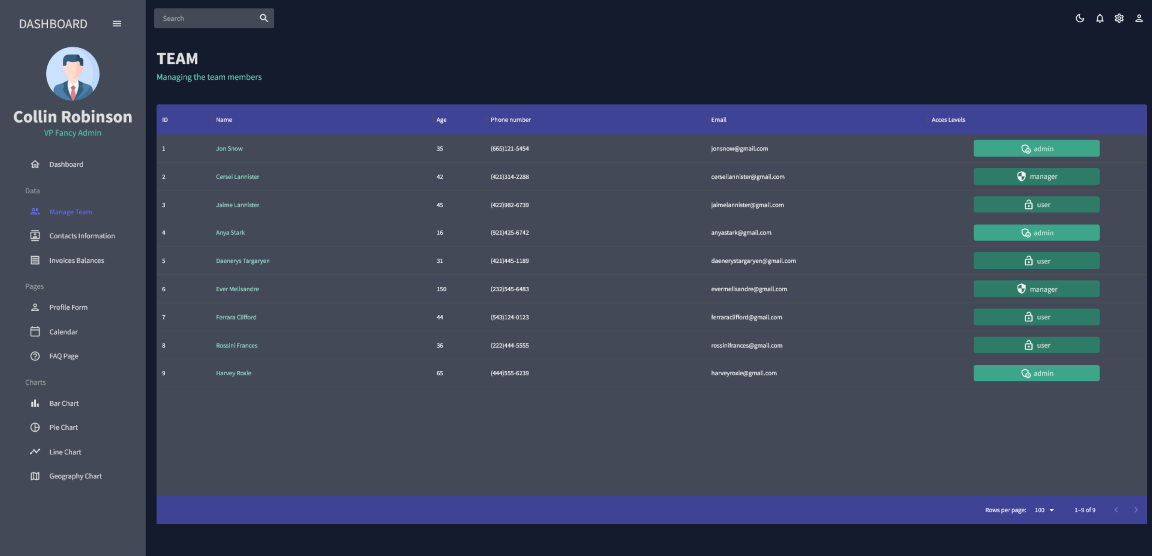 DASHBOARD
Collin Robinson
VP Fancy Admin
Dashboard
Data
Manage Team
Contacts Information
Invoices Balances
Pages
Profile Form
Calendar
FAQ Page
Charts
Bar Chart
Pie Chart
Line Chart
Geography Chart
Search
TEAM
Managing the team members
ID Name Age Phone number Email Acces Levels
1 Jon Snow 35 (665)121-5454 jonsnow@gmail.com admin
2 Cersei Lannister 42 (421)314-2288 cerseilannister@gmail.com manager
3 Jaime Lannister 45 (422)982-6739 jaimelannister@gmail.com user
4 Anya Stark 16 (921)425-6742 anyastark@gmail.com admin
5 Daenerys Targaryen 31 (421)445-1189 daenerystargaryen@gmail.com user
6 Ever Melisandre 150 (232)545-6483 evermelisandre@gmail.com manager
7 Ferrara Clifford 44 (543)124-0123 ferraraclifford@gmail.com user
8 Rossini Frances 36 (222)444-5555 rossinifrances@gmail.com user
9 Harvey Roxie 65 (444)555-6239 harveyroxie@gmail.com admin
Rows per page: 100 1–9 of 9